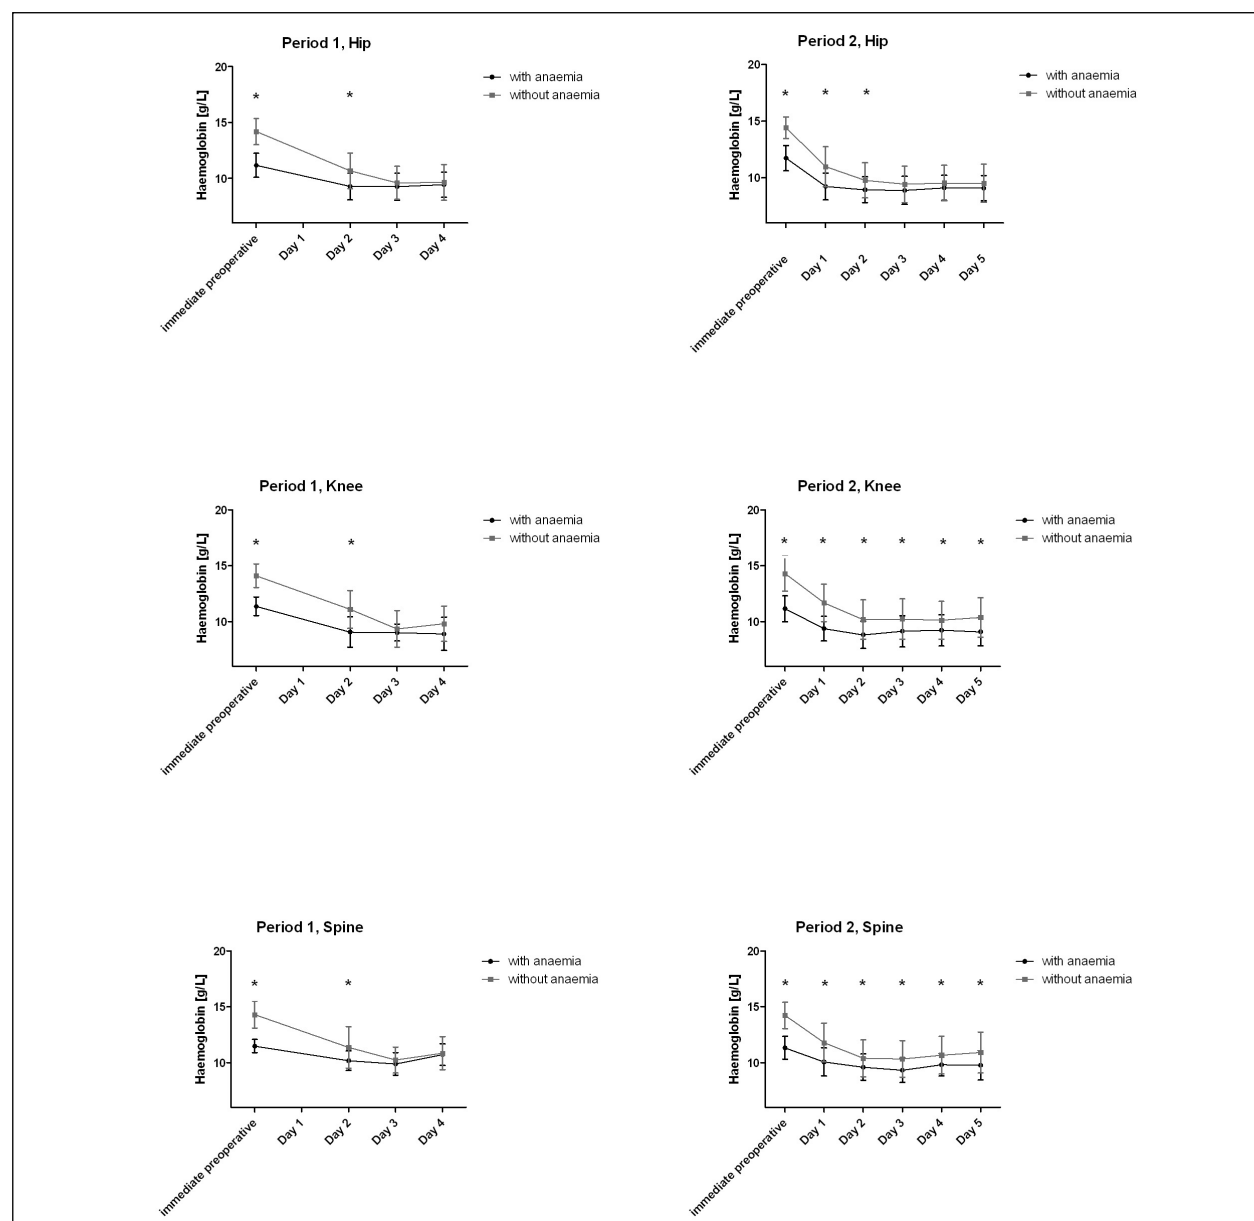 Period 1, Hip
Haemoglobin [g/L]
20
15
10
* *
with anaemia
without anaemia
immediate preoperative
Day 1
Day 2
Day 3
Day 4
Period 2, Hip
Haemoglobin [g/L]
20
15
10
* * *
with anaemia
without anaemia
immediate preoperative
Day 1
Day 2
Day 3
Day 4
Day 5
Period 1, Knee
Haemoglobin [g/L]
20
15
10
* *
with anaemia
without anaemia
immediate preoperative
Day 1
Day 2
Day 3
Day 4
Period 2, Knee
Haemoglobin [g/L]
20
15
10
* * * * * *
with anaemia
without anaemia
immediate preoperative
Day 1
Day 2
Day 3
Day 4
Day 5
Period 1, Spine
Haemoglobin [g/L]
20
15
10
* *
with anaemia
without anaemia
immediate preoperative
Day 1
Day 2
Day 3
Day 4
Period 2, Spine
Haemoglobin [g/L]
20
15
10
* * * * * *
with anaemia
without anaemia
immediate preoperative
Day 1
Day 2
Day 3
Day 4
Day 5